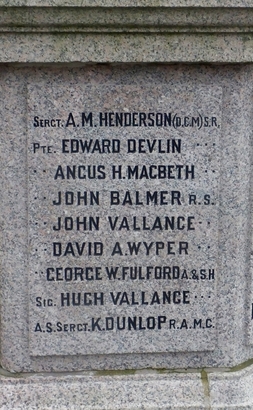 SERGT. A. M. HENDERSON (D.C.M) S.R.
PTE. EDWARD DEVLIN ...
... ANGUS H. MACBETH ...
... JOHN BALMER R.S.
... JOHN VALLANCE ...
... DAVID A. WYPER ...
... GEORGE W. FULFORD A.&S.H
SIG. HUGH VALLANCE ...
A.S. SERGT. K. DUNLOP R.A.M.C.